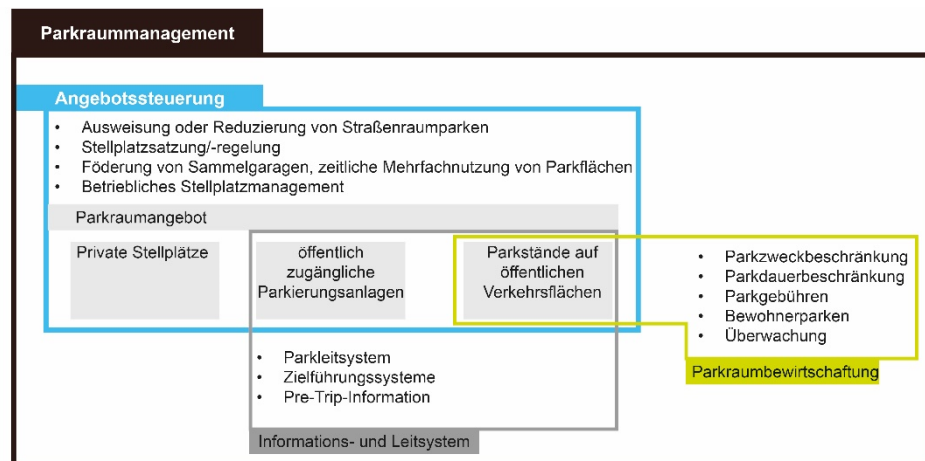 Parkraummanagement
Angebotssteuerung
• Ausweisung oder Reduzierung von Straßenraumparken
• Stellplatzsatzung/-regelung
• Föderung von Sammelgaragen, zeitliche Mehrfachnutzung von Parkflächen
• Betriebliches Stellplatzmanagement
Parkraumangebot
Private Stellplätze
öffentlich
zugängliche
Parkierungsanlagen
Parkstände auf
öffentlichen
Verkehrsflächen
• Parkzweckbeschränkung
• Parkdauerbeschränkung
• Parkgebühren
• Bewohnerparken
• Überwachung
Parkraumbewirtschaftung
• Parkleitsystem
• Zielführungssysteme
• Pre-Trip-Information
Informations- und Leitsystem